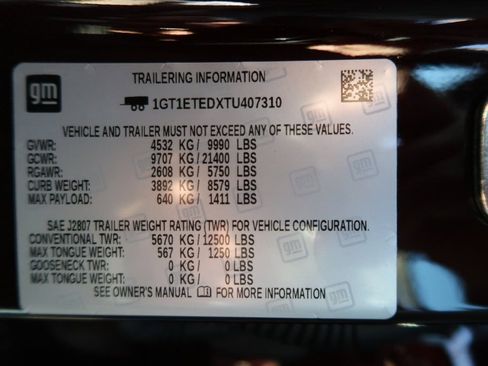 gm
TRAILERING INFORMATION
1GT1ETEDXTU407310
VEHICLE AND TRAILER MUST NOT EXCEED ANY OF THESE VALUES.
GVWR: 4532 KG/ 9990 LBS
GCWR: 9707 KG/ 21400 LBS
RGAWR: 2608 KG/ 5750 LBS
CURB WEIGHT: 3892 KG/ 8579 LBS
MAX PAYLOAD: 640 KG/ 1411 LBS
SAE J2807 TRAILER WEIGHT RATING (TWR) FOR VEHICLE CONFIGURATION.
CONVENTIONAL TWR: 5670 KG/ 12500 LBS
MAX TONGUE WEIGHT: 567 KG/ 1250 LBS
GOOSENECK TWR: 0 KG/ 0 LBS
MAX TONGUE WEIGHT: 0 KG/ 0 LBS
SEE OWNER'S MANUAL FOR MORE INFORMATION